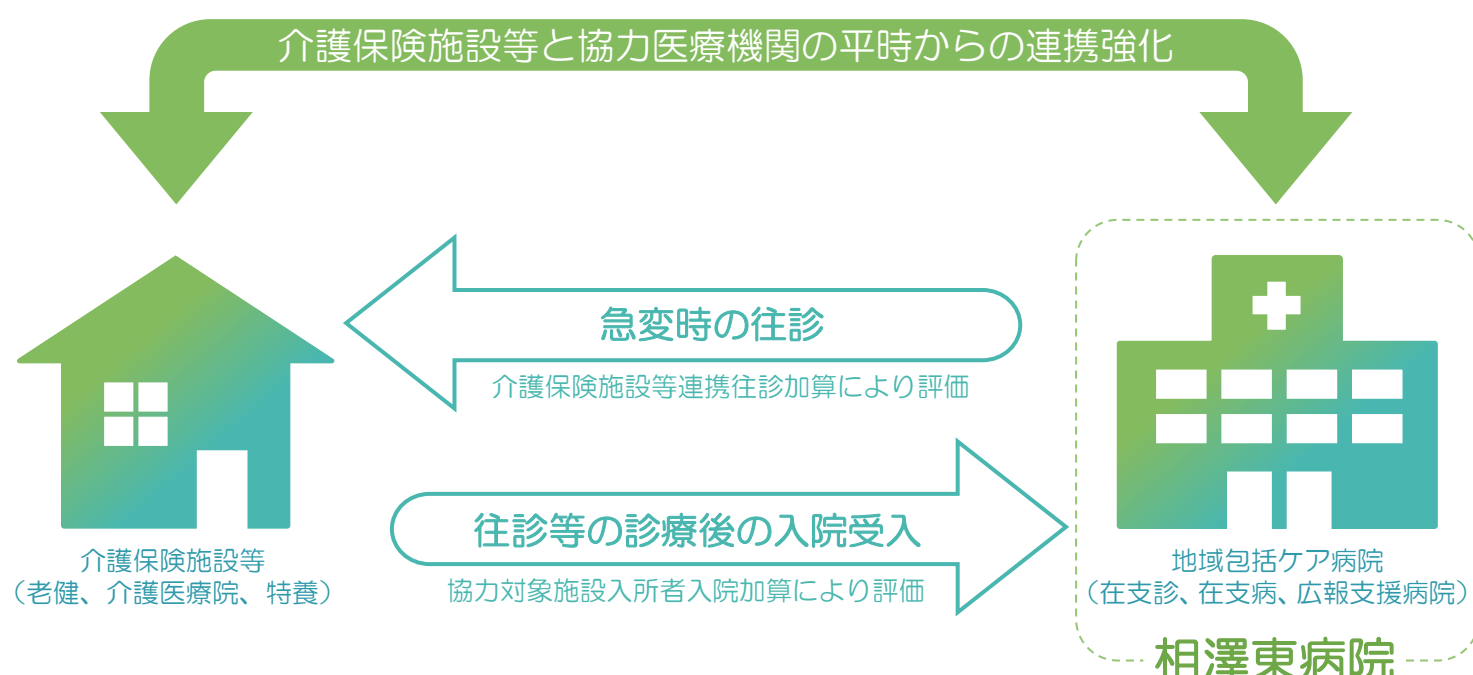 介護保険施設等と協力医療機関の平時からの連携強化
急変時の往診
介護保険施設等連携往診加算により評価
往診等の診療後の入院受入
協力対象施設入所者入院加算により評価
介護保険施設等
（老健、介護医療院、特養）
地域包括ケア病院
（在支診、在支病、広報支援病院）
相澤東病院